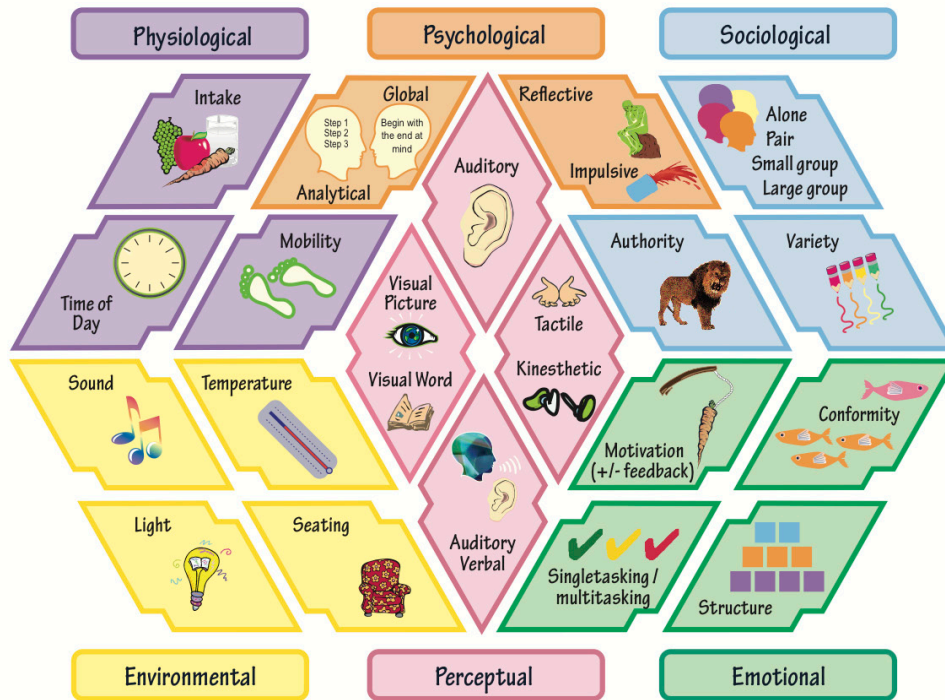 Physiological
Psychological
Sociological
Intake
Global
Step 1
Step 2
Step 3
Begin with
the end at
mind
Analytical
Auditory
Reflective
Impulsive
Alone
Pair
Small group
Large group
Time of
Day
Mobility
Visual
Picture
Visual Word
Tactile
Kinesthetic
Authority
Variety
Sound
Temperature
Motivation
(+/- feedback)
Conformity
Light
Seating
Auditory
Verbal
Singletasking /
multitasking
Structure
Environmental
Perceptual
Emotional